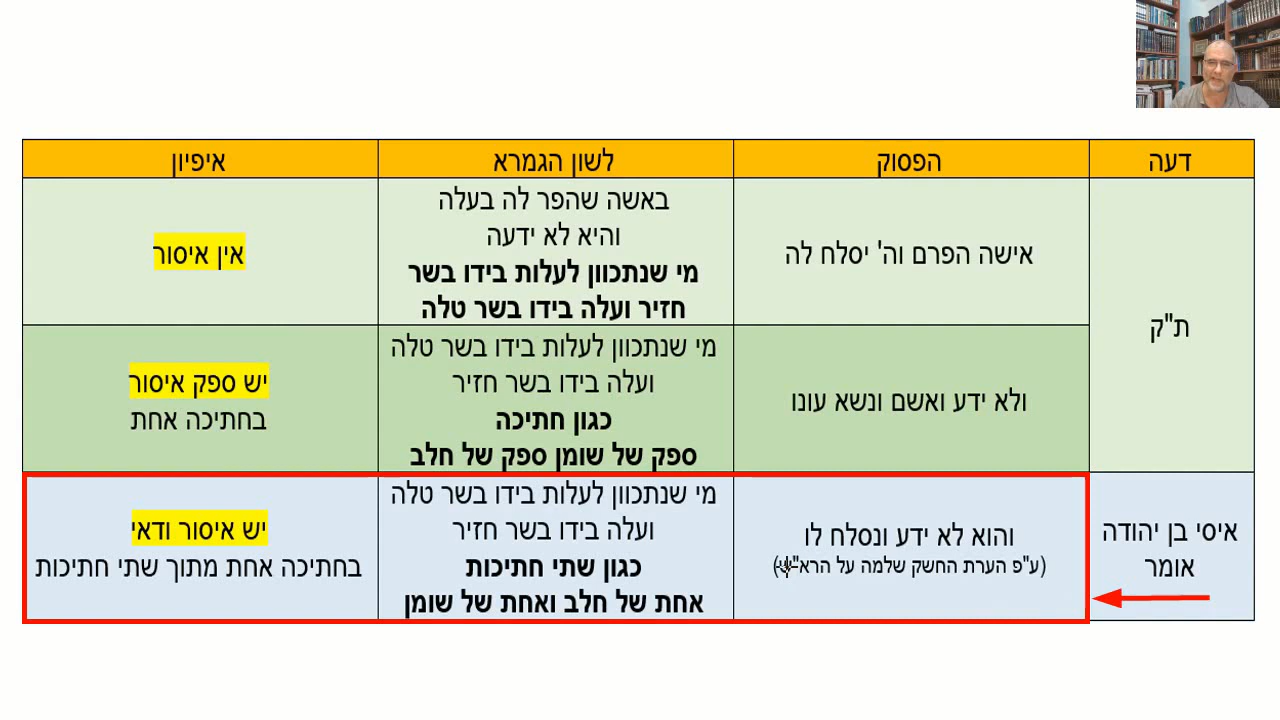 דעה
הפסוק
לשון הגמרא
איפיון
ת"ק
אישה הפרם וה' יסלח לה
באשה שהפר לה בעלה
והיא לא ידעה
מי שנתכוון לעלות בידו בשר
חזיר ועלה בידו בשר טלה
אין איסור
ולא ידע ואשם ונשא עונו
מי שנתכוון לעלות בידו בשר טלה
ועלה בידו בשר חזיר
כגון חתיכה
ספק של שומן ספק של חלב
יש ספק איסור
בחתיכה אחת
איסי בן יהודה
אומר
והוא לא ידע ונסלח לו
(ע"פ הערת החשק שלמה על הרא"ש)
מי שנתכוון לעלות בידו בשר טלה
ועלה בידו בשר חזיר
כגון שתי חתיכות
אחת של חלב ואחת של שומן
יש איסור ודאי
בחתיכה אחת מתוך שתי חתיכות